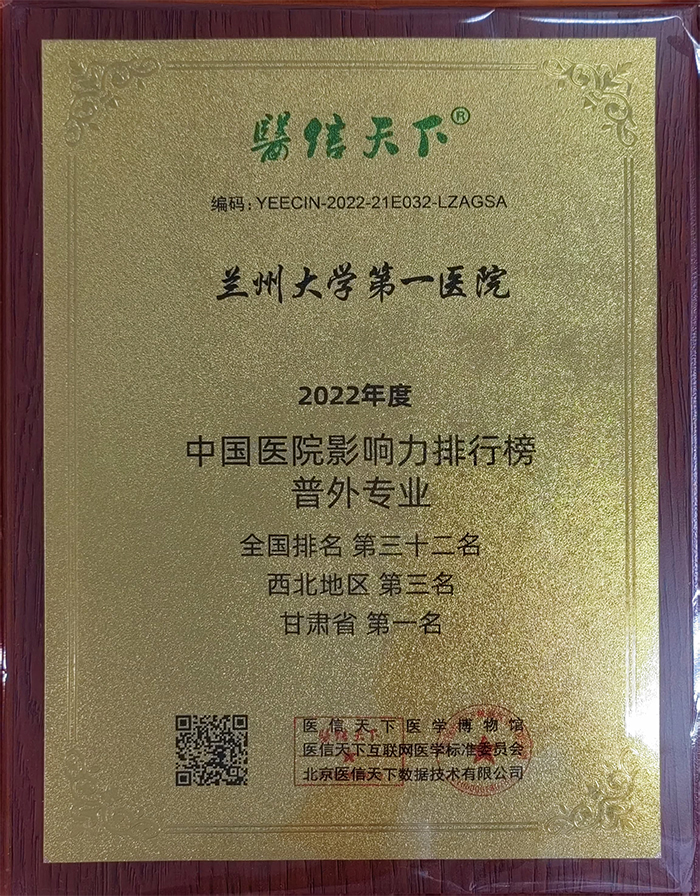 醫信天下®
编码：YEECIN-2022-21E032-LZAGSA
兰州大学第一医院
2022年度
中国医院影响力排行榜
普外专业
全国排名 第三十二名
西北地区 第三名
甘肃省 第一名
医信天下医学博物馆
医信天下互联网医学标准委员会
北京医信天下数据技术有限公司